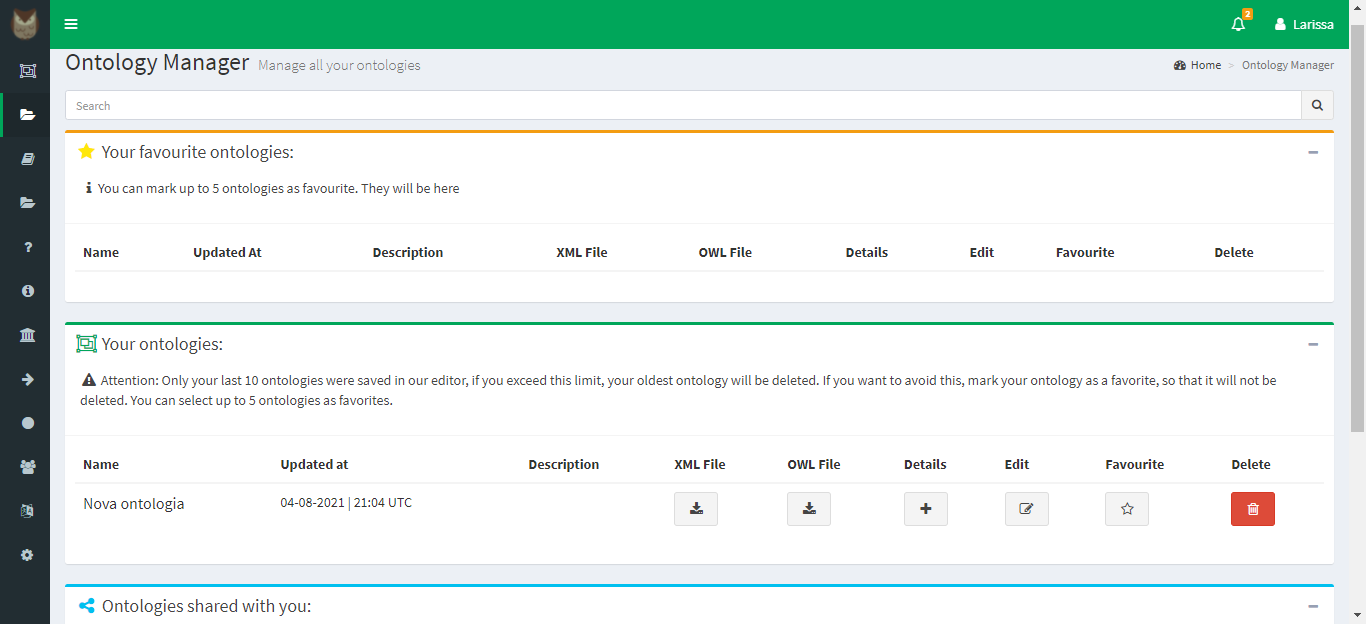 2
Larissa
Ontology Manager Manage all your ontologies
Home > Ontology Manager
Search
Your favourite ontologies:
You can mark up to 5 ontologies as favourite. They will be here
Name Updated At Description XML File OWL File Details Edit Favourite Delete
Your ontologies:
Attention: Only your last 10 ontologies were saved in our editor, if you exceed this limit, your oldest ontology will be deleted. If you want to avoid this, mark your ontology as a favorite, so that it will not be
deleted. You can select up to 5 ontologies as favorites.
Name Updated at Description XML File OWL File Details Edit Favourite Delete
Nova ontologia 04-08-2021 | 21:04 UTC
Ontologies shared with you: